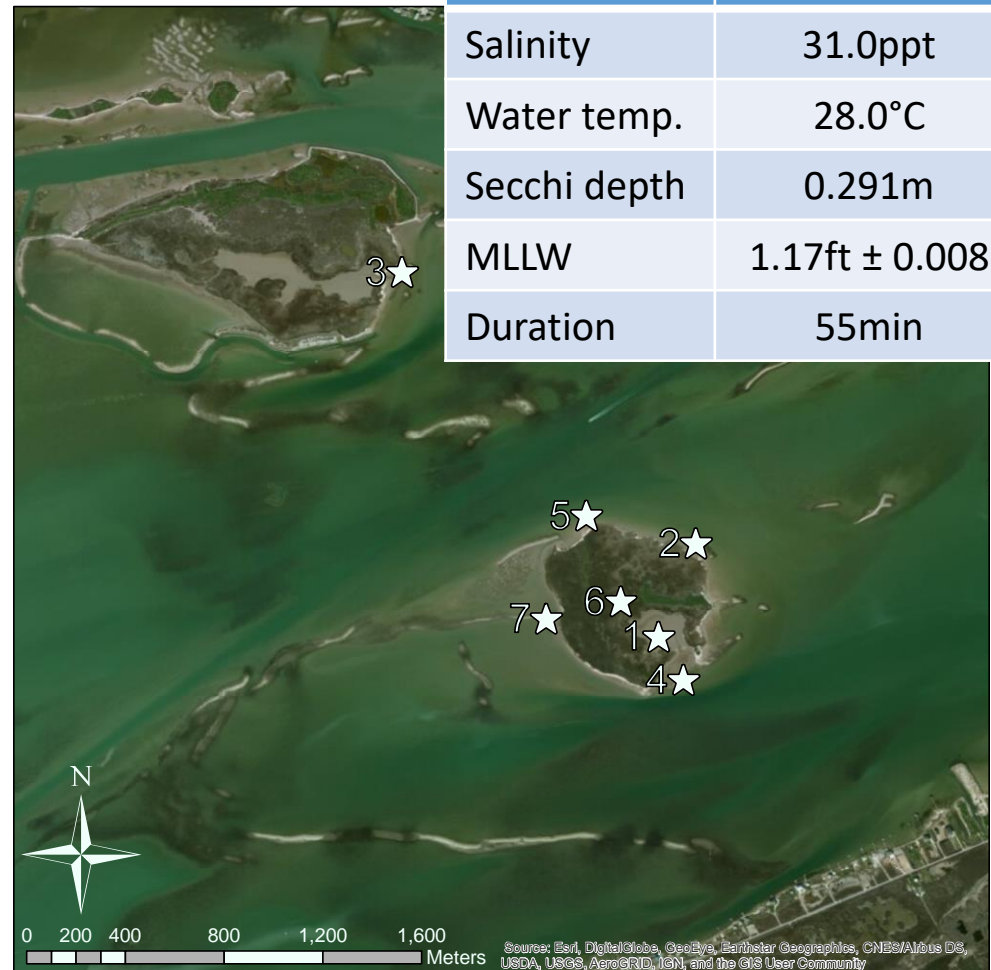 Salinity 31.0ppt
Water temp. 28.0°C
Secchi depth 0.291m
MLLW 1.17ft ± 0.008
Duration 55min
3
5
2
6
7
1
4
N
0 200 400 800 1,200 1,600
Meters
Source: Esri, DigitalGlobe, GeoEye, Earthstar Geographics, CNES/Airbus DS,
USDA, USGS, AeroGRID, IGN, and the GIS User Community